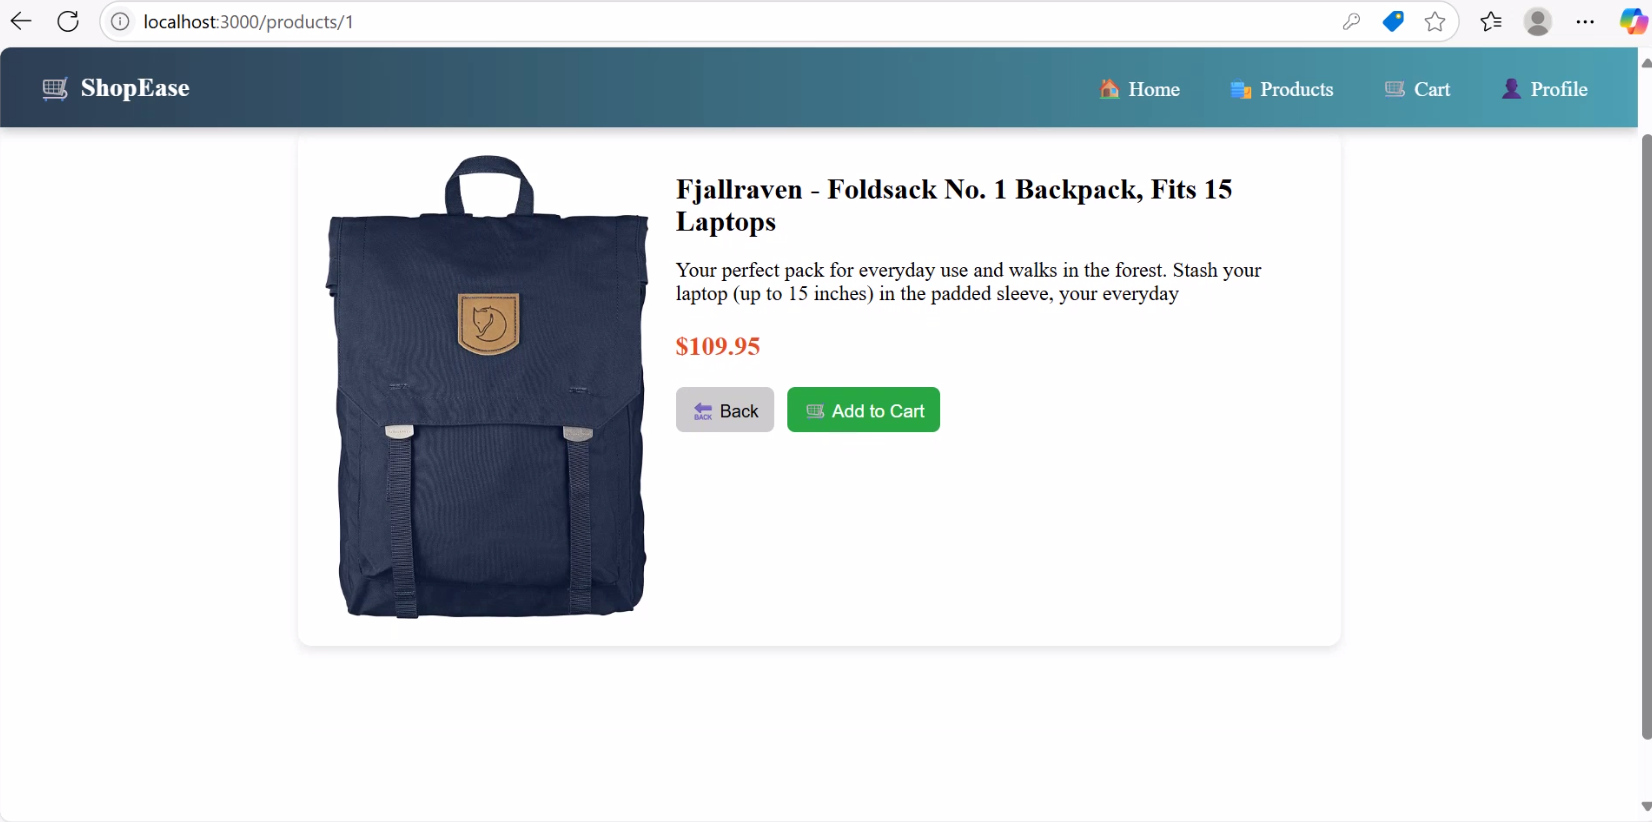 localhost:3000/products/1
ShopEase
Home
Products
Cart
Profile
Fjallraven - Foldsack No. 1 Backpack, Fits 15
Laptops
Your perfect pack for everyday use and walks in the forest. Stash your
laptop (up to 15 inches) in the padded sleeve, your everyday
$109.95
BACK Back
Add to Cart